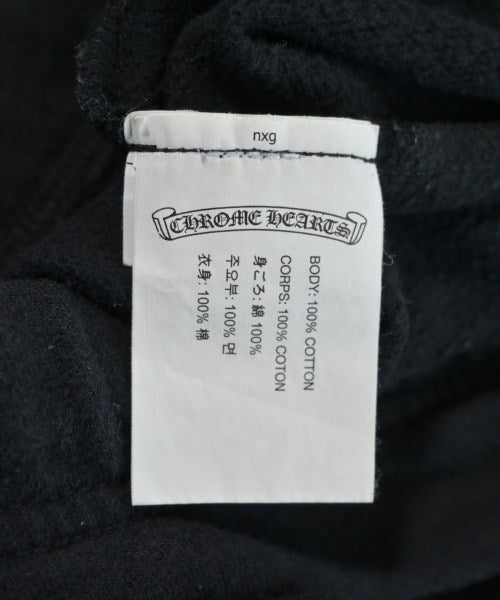 nxg
CHROME HEARTS
BODY: 100% COTTON
CORPS: 100% COTON
身ごろ: 綿 100%
주요부: 100% 면
衣身: 100% 棉